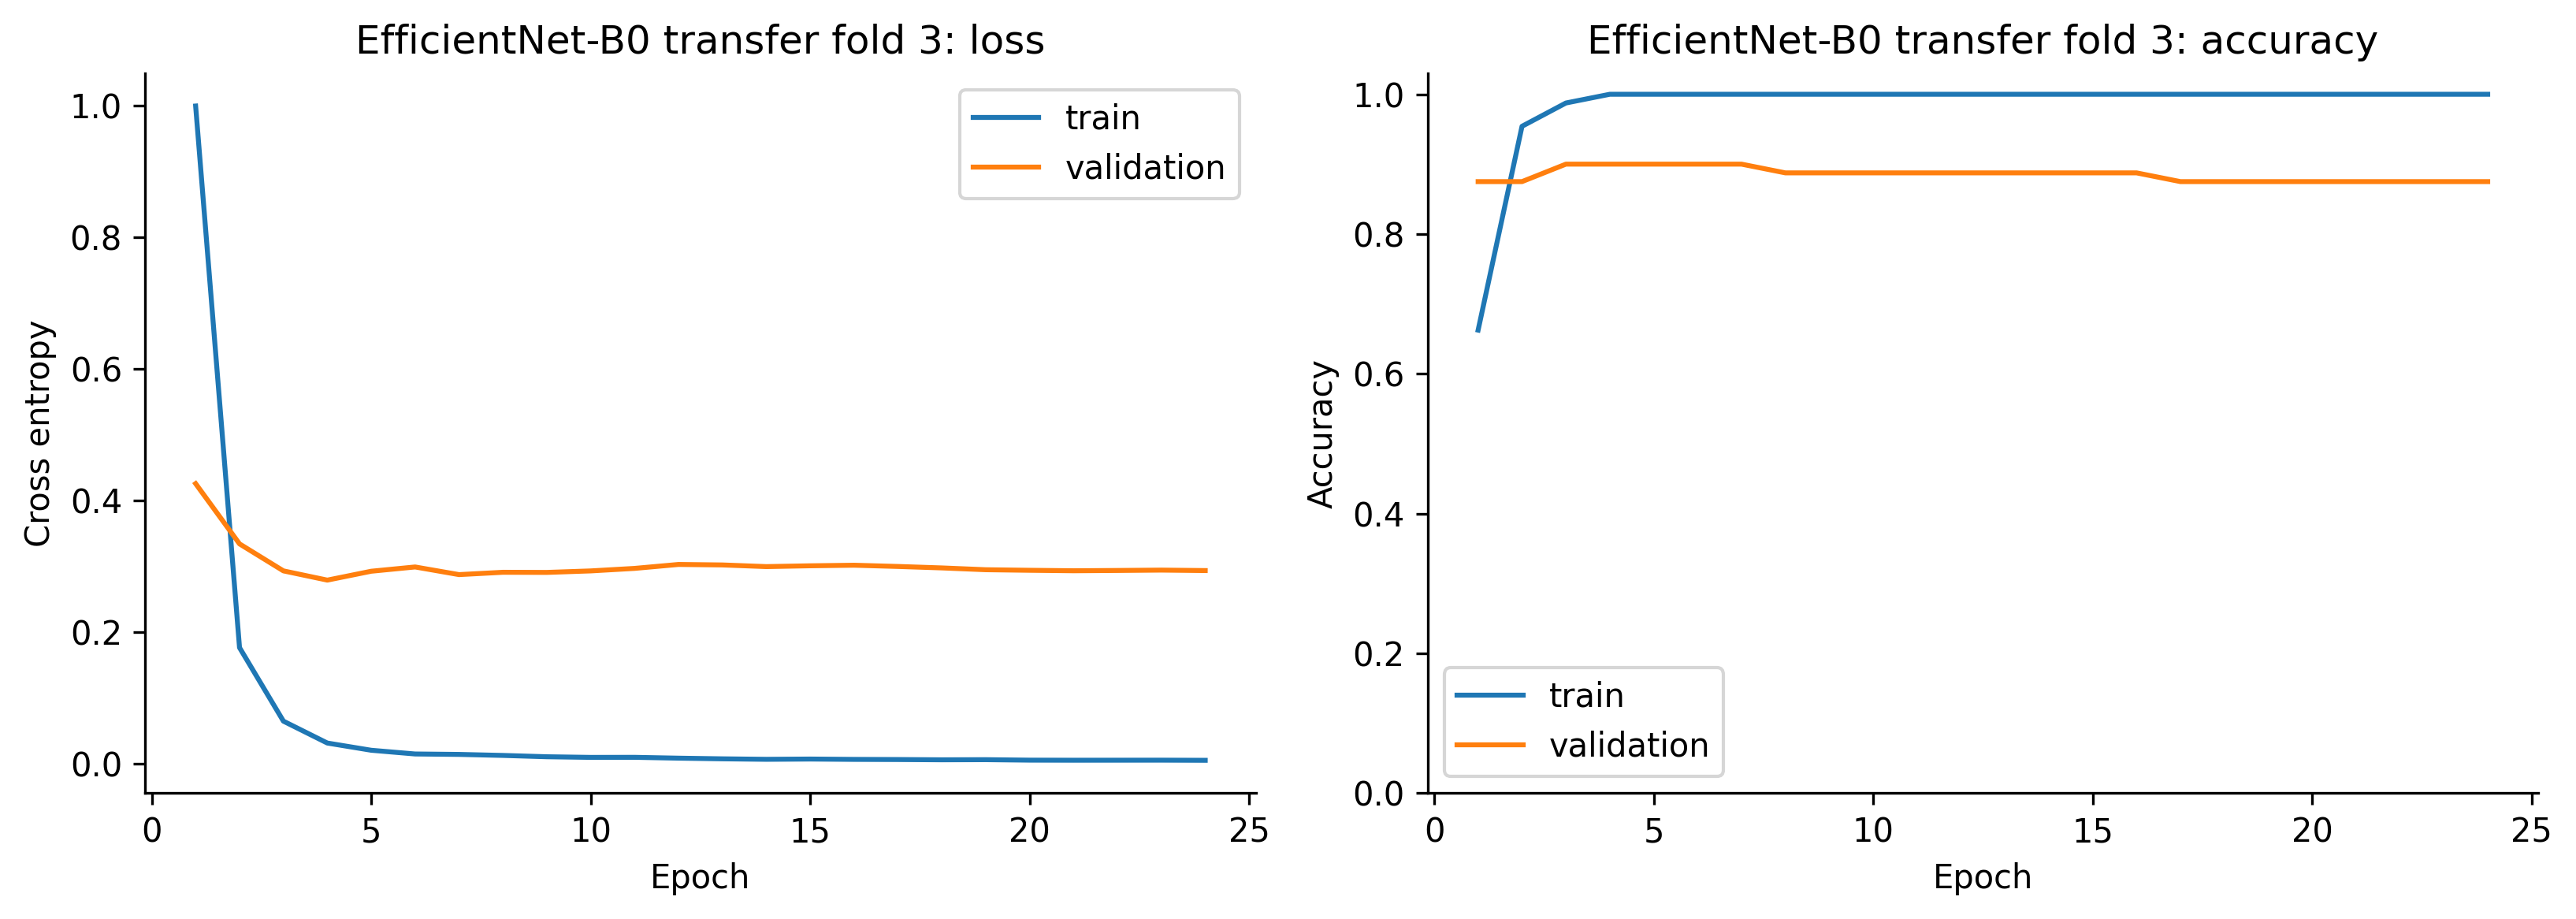 EfficientNet-B0 transfer fold 3: loss
1.0
0.8
0.6
0.4
0.2
0.0
Cross entropy
train
validation
0 5 10 15 20 25
Epoch
EfficientNet-B0 transfer fold 3: accuracy
1.0
0.8
0.6
0.4
0.2
0.0
Accuracy
train
validation
0 5 10 15 20 25
Epoch